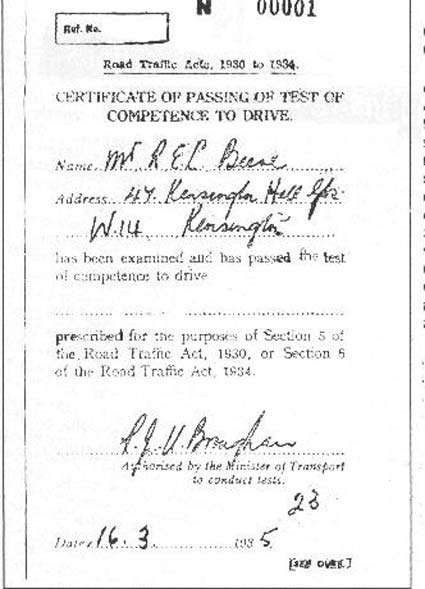 N 00001
Ref. No.
Road Traffic Acts, 1930 to 1934.
CERTIFICATE OF PASSING OF TEST OF
COMPETENCE TO DRIVE.
Name Mr R E L Beere
Address 47 Kensington Hall Gds.
W.14. Kensington
has been examined and has passed the test
of competence to drive
prescribed for the purposes of Section 5 of
the Road Traffic Act, 1930, or Section 6
of the Road Traffic Act, 1934.
Authorised by the Minister of Transport
to conduct tests.
23
Date 16.3 1935
[SEE OVER.]